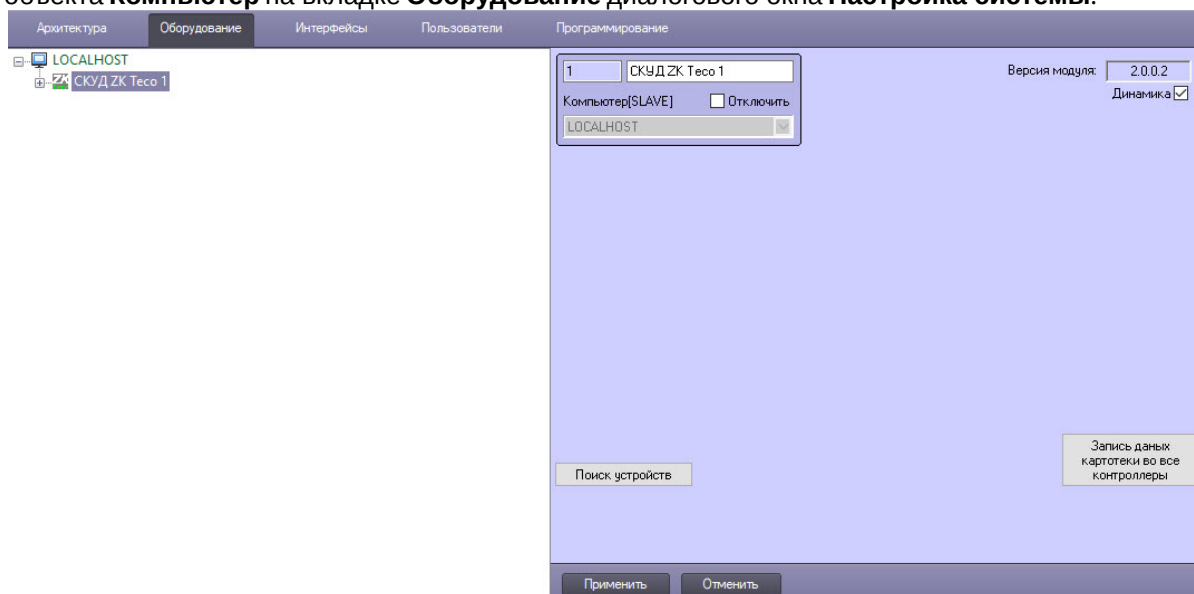 объекта Компьютер на вкладке Оборудование диалогового окна Настройка системы.
Архитектура Оборудование Интерфейсы Пользователи Программирование
LOCALHOST
СКУД ZK Teco 1
1 СКУД ZK Teco 1
Версия модуля: 2.0.0.2
Динамика
Компьютер[SLAVE] Отключить
LOCALHOST
Запись даных
картотеки во все
контроллеры
Поиск устройств
Применить Отменить